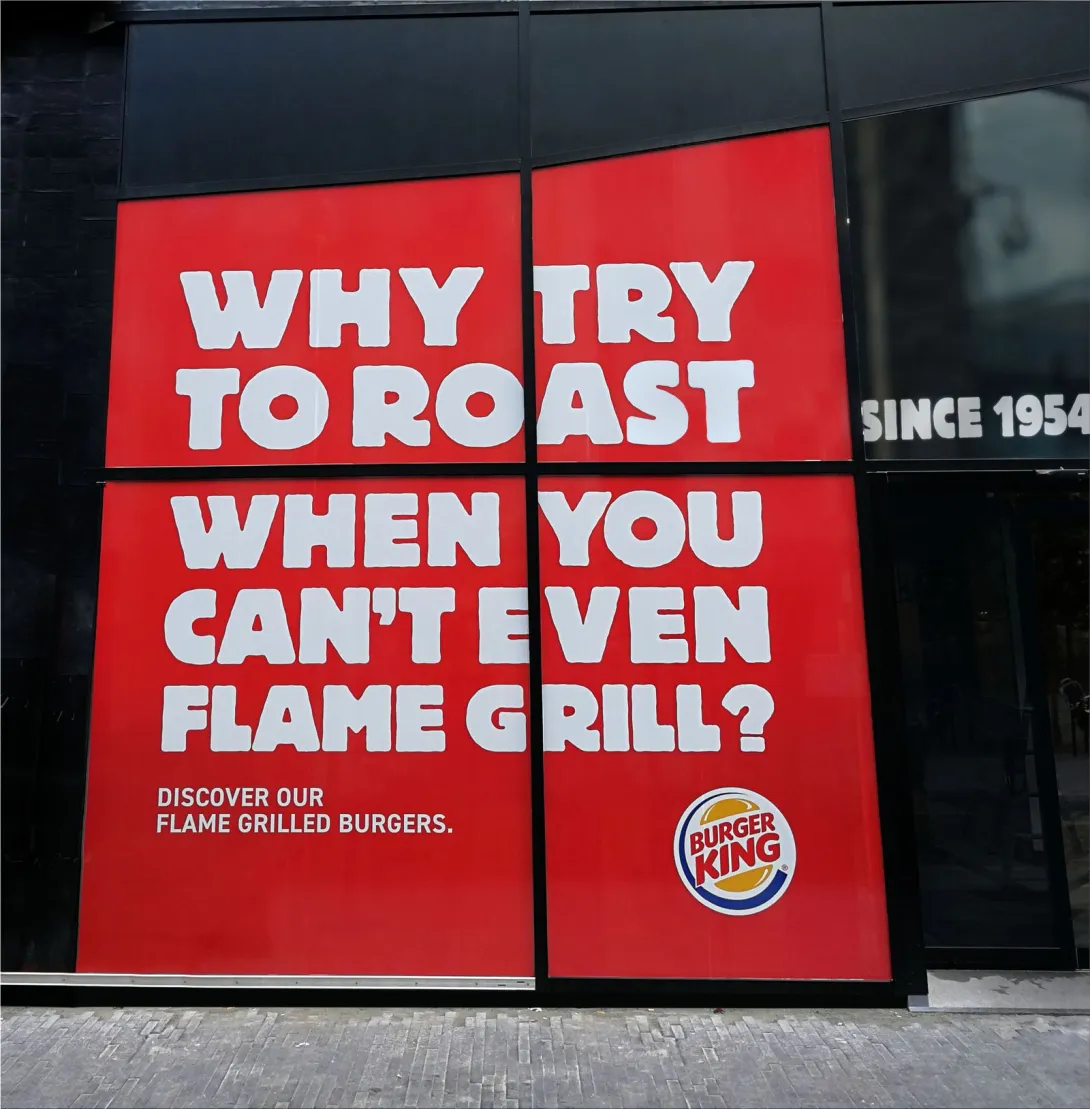 WHY TRY
TO ROAST
WHEN YOU
CAN'T EVEN
FLAME GRILL?
DISCOVER OUR
FLAME GRILLED BURGERS.
BURGER
KING
®
SINCE 1954